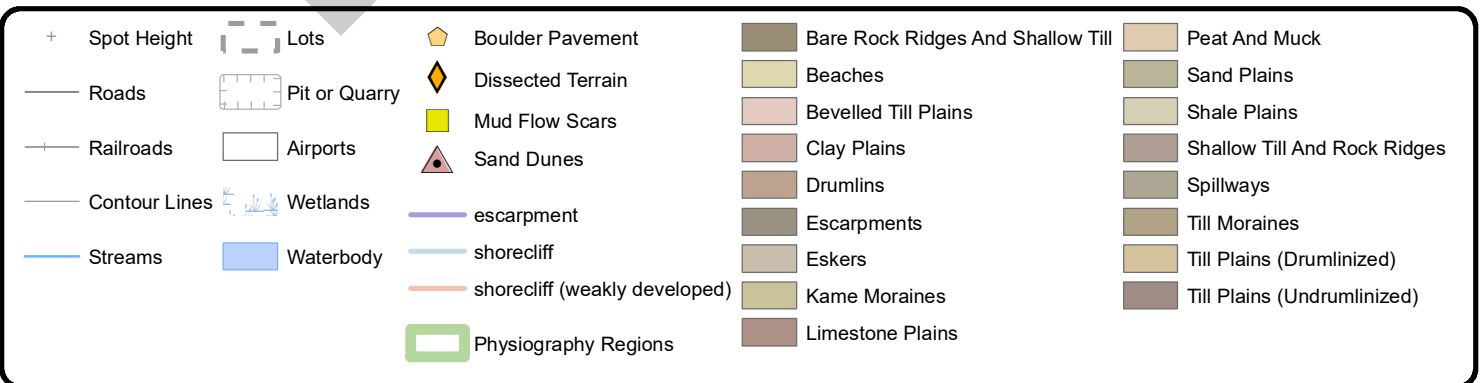 Spot Height
Roads
Railroads
Contour Lines
Streams
Lots
Pit or Quarry
Airports
Wetlands
Waterbody
Boulder Pavement
Dissected Terrain
Mud Flow Scars
Sand Dunes
escarpment
shorecliff
shorecliff (weakly developed)
Physiography Regions
Bare Rock Ridges And Shallow Till
Beaches
Bevelled Till Plains
Clay Plains
Drumlins
Escarpments
Eskers
Kame Moraines
Limestone Plains
Peat And Muck
Sand Plains
Shale Plains
Shallow Till And Rock Ridges
Spillways
Till Moraines
Till Plains (Drumlinized)
Till Plains (Undrumlinized)